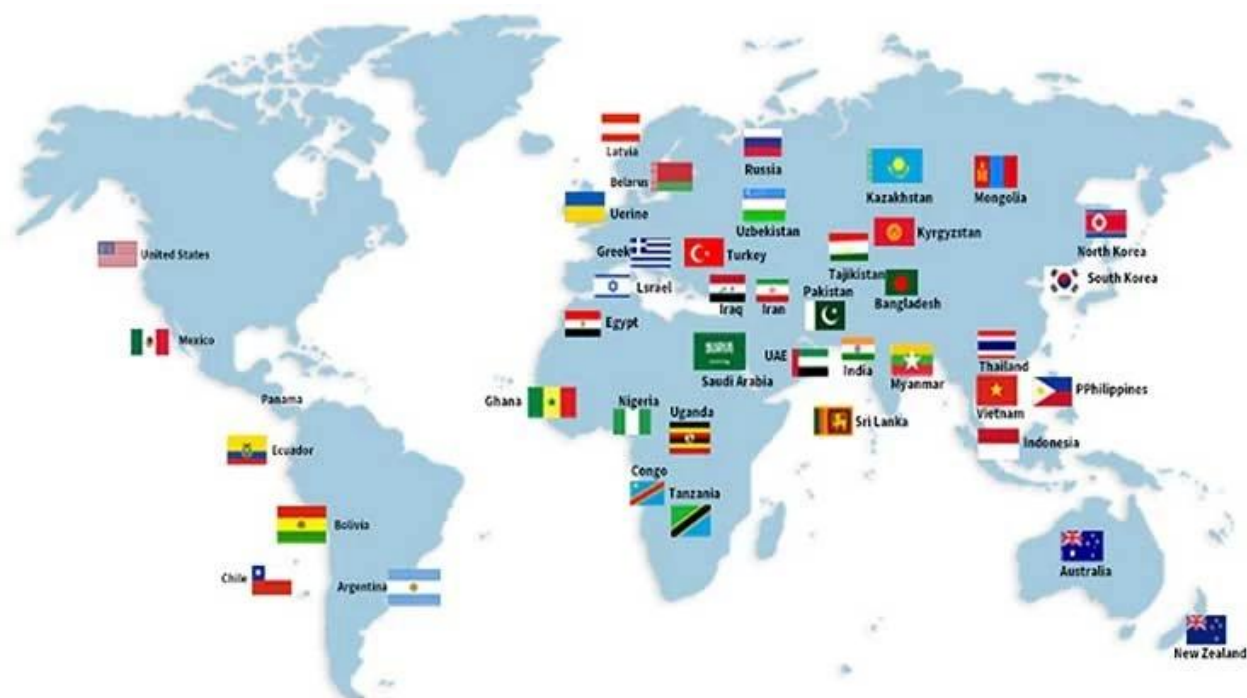 Latvia
Russia
Belarus
Kazakhstan
Mongolia
Uerine
Uzbekistan
Kyrgyzstan
North Korea
United States
Greek
Turkey
Tajikistan
South Korea
Lsrael
Iraq
Iran
Pakistan
Bangladesh
Egypt
Mexico
Saudi Arabia
UAE
India
Myanmar
Thailand
Panama
Ghana
Nigeria
Uganda
Sri Lanka
Vietnam
PPhilippines
Ecuador
Indonesia
Congo
Tanzania
Bolivia
Chile
Argentina
Australia
New Zealand